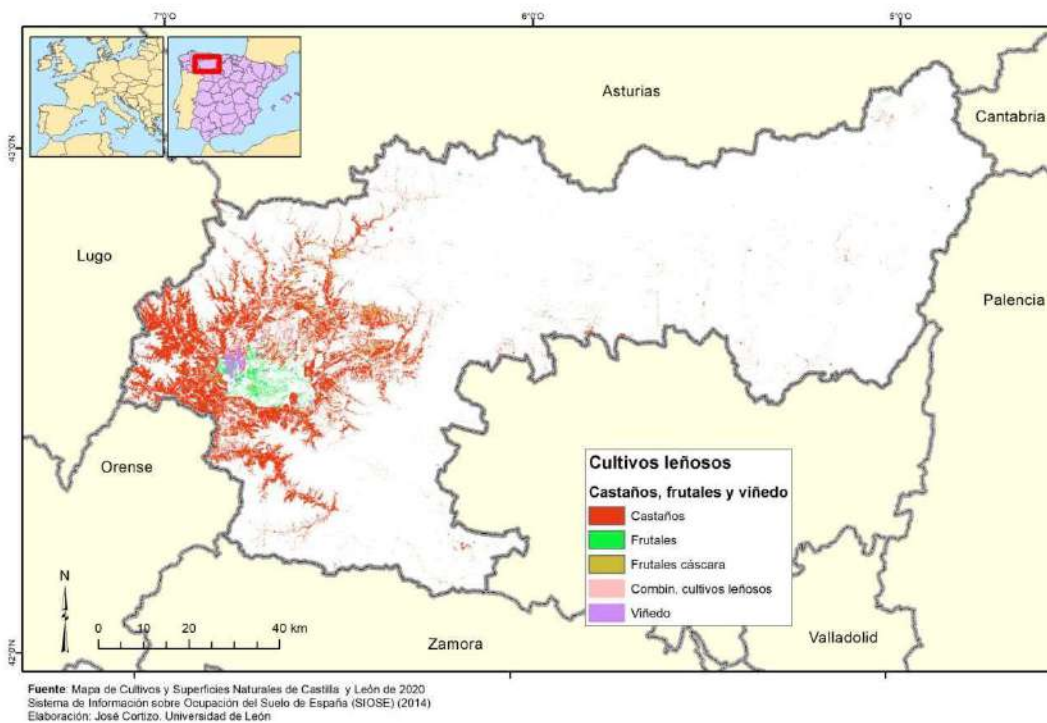 7°0'O 6°0'O 5°0'O
Asturias
Cantabria
43°0'N
Lugo
Palencia
Orense
Cultivos leñosos
Castaños, frutales y viñedo
Castaños
Frutales
Frutales cáscara
Combin. cultivos leñosos
Viñedo
N
0 10 20 40 km
Zamora
Valladolid
42°0'N
Fuente: Mapa de Cultivos y Superficies Naturales de Castilla y León de 2020
Sistema de Información sobre Ocupación del Suelo de España (SIOSE) (2014)
Elaboración: José Cortizo. Universidad de León